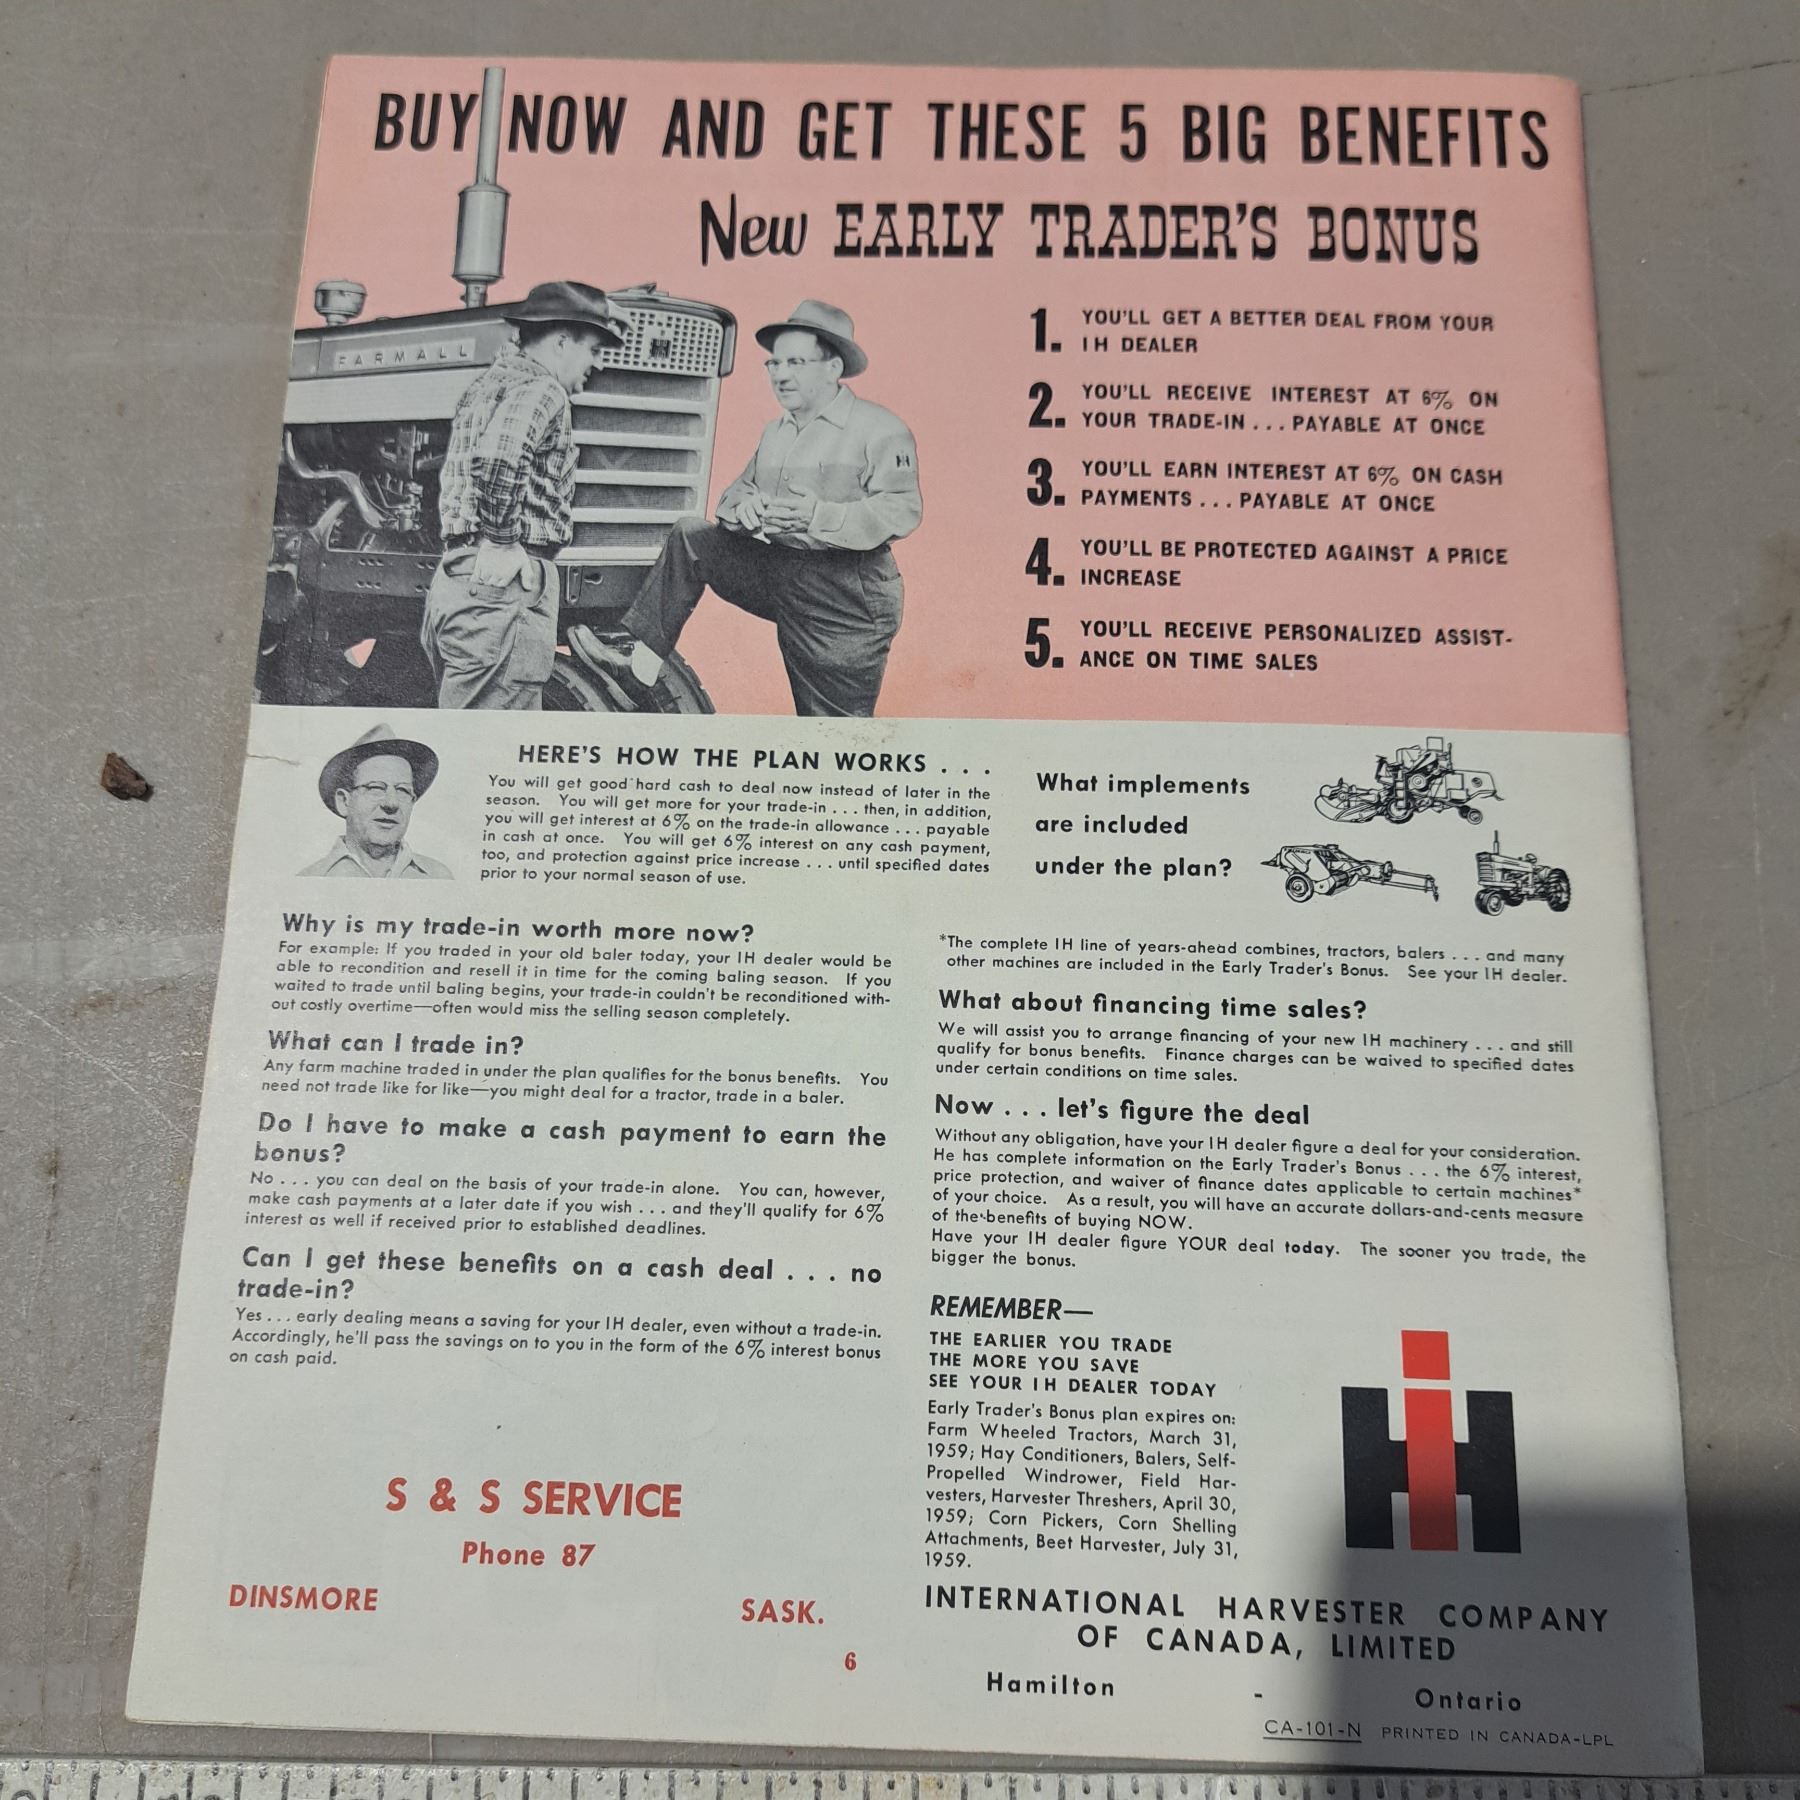 BUY NOW AND GET THESE 5 BIG BENEFITS
New EARLY TRADER'S BONUS
FARMALL
1. YOU'LL GET A BETTER DEAL FROM YOUR
IH DEALER
2. YOU'LL RECEIVE INTEREST AT 6% ON
YOUR TRADE-IN . . . PAYABLE AT ONCE
3. YOU'LL EARN INTEREST AT 6% ON CASH
PAYMENTS . . . PAYABLE AT ONCE
4. YOU'LL BE PROTECTED AGAINST A PRICE
INCREASE
5. YOU'LL RECEIVE PERSONALIZED ASSIST-
ANCE ON TIME SALES
HERE'S HOW THE PLAN WORKS . . .
You will get good hard cash to deal now instead of later in the
season. You will get more for your trade-in . . . then, in addition,
you will get interest at 6% on the trade-in allowance . . . payable
in cash at once. You will get 6% interest on any cash payment,
too, and protection against price increase . . . until specified dates
prior to your normal season of use.
Why is my trade-in worth more now?
For example: If you traded in your old baler today, your IH dealer would be
able to recondition and resell it in time for the coming baling season. If you
waited to trade until baling begins, your trade-in couldn't be reconditioned with-
out costly overtime—often would miss the selling season completely.
What can I trade in?
Any farm machine traded in under the plan qualifies for the bonus benefits. You
need not trade like for like—you might deal for a tractor, trade in a baler.
Do I have to make a cash payment to earn the
bonus?
No . . . you can deal on the basis of your trade-in alone. You can, however,
make cash payments at a later date if you wish . . . and they'll qualify for 6%
interest as well if received prior to established deadlines.
Can I get these benefits on a cash deal . . . no
trade-in?
Yes . . . early dealing means a saving for your IH dealer, even without a trade-in.
Accordingly, he'll pass the savings on to you in the form of the 6% interest bonus
on cash paid.
S & S SERVICE
Phone 87
DINSMORE SASK.
6
What implements
are included
under the plan?
*The complete IH line of years-ahead combines, tractors, balers . . . and many
other machines are included in the Early Trader's Bonus. See your IH dealer.
What about financing time sales?
We will assist you to arrange financing of your new IH machinery . . . and still
qualify for bonus benefits. Finance charges can be waived to specified dates
under certain conditions on time sales.
Now . . . let's figure the deal
Without any obligation, have your IH dealer figure a deal for your consideration.
He has complete information on the Early Trader's Bonus . . . the 6% interest,
price protection, and waiver of finance dates applicable to certain machines*
of your choice. As a result, you will have an accurate dollars-and-cents measure
of the benefits of buying NOW.
Have your IH dealer figure YOUR deal today. The sooner you trade, the
bigger the bonus.
REMEMBER—
THE EARLIER YOU TRADE
THE MORE YOU SAVE
SEE YOUR IH DEALER TODAY
Early Trader's Bonus plan expires on:
Farm Wheeled Tractors, March 31,
1959; Hay Conditioners, Balers, Self-
Propelled Windrower, Field Har-
vesters, Harvester Threshers, April 30,
1959; Corn Pickers, Corn Shelling
Attachments, Beet Harvester, July 31,
1959.
IH
INTERNATIONAL HARVESTER COMPANY
OF CANADA, LIMITED
Hamilton - Ontario
CA-101-N PRINTED IN CANADA-LPL